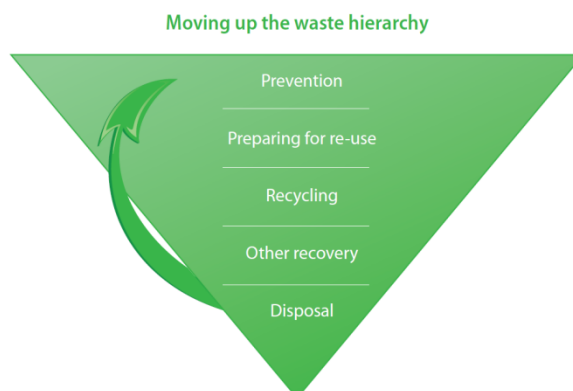 Moving up the waste hierarchy
Prevention
Preparing for re-use
Recycling
Other recovery
Disposal